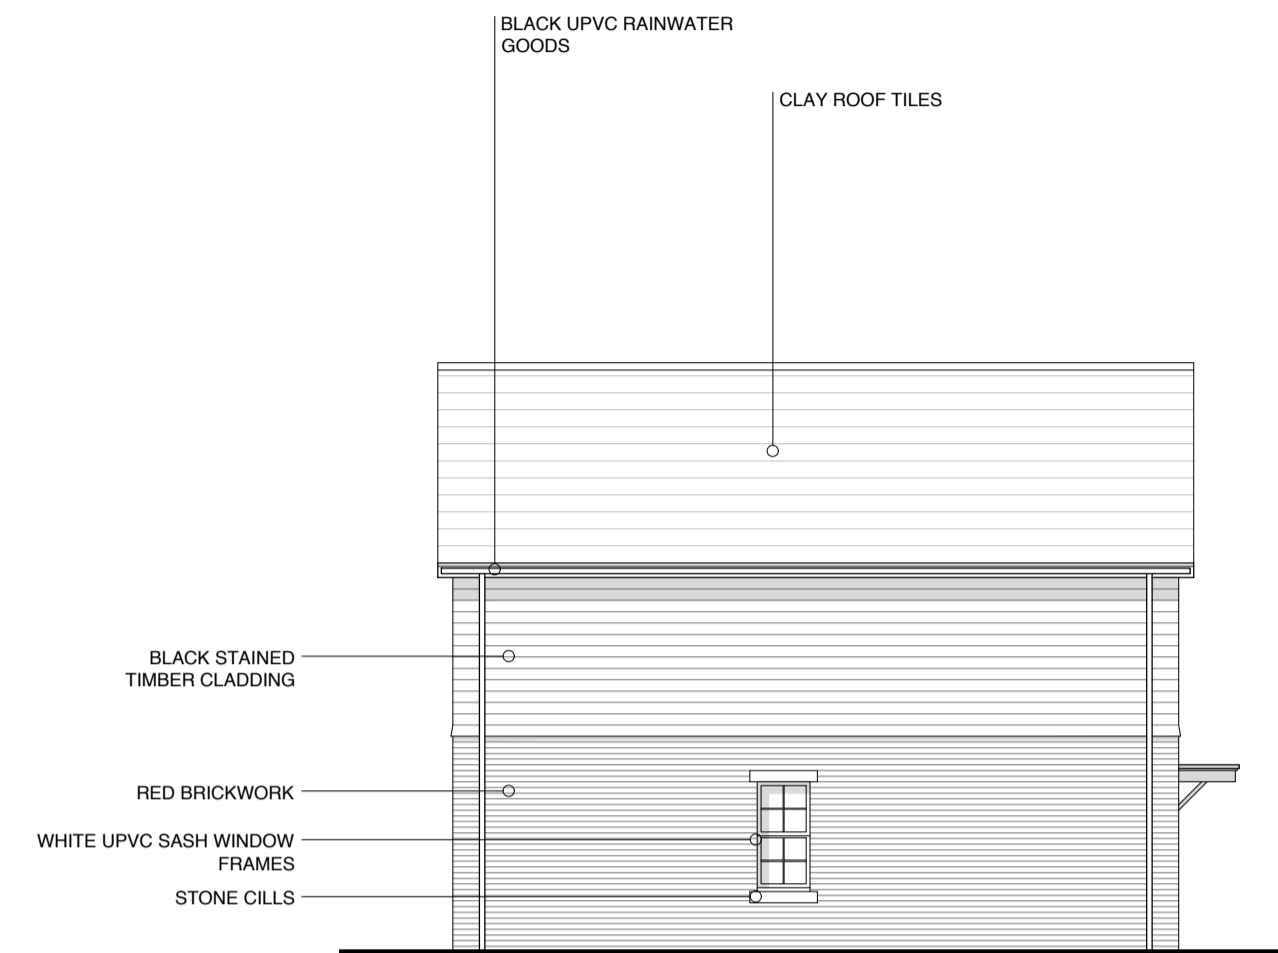 BLACK UPVC RAINWATER
GOODS
CLAY ROOF TILES
BLACK STAINED
TIMBER CLADDING
RED BRICKWORK
WHITE UPVC SASH WINDOW
FRAMES
STONE CILLS